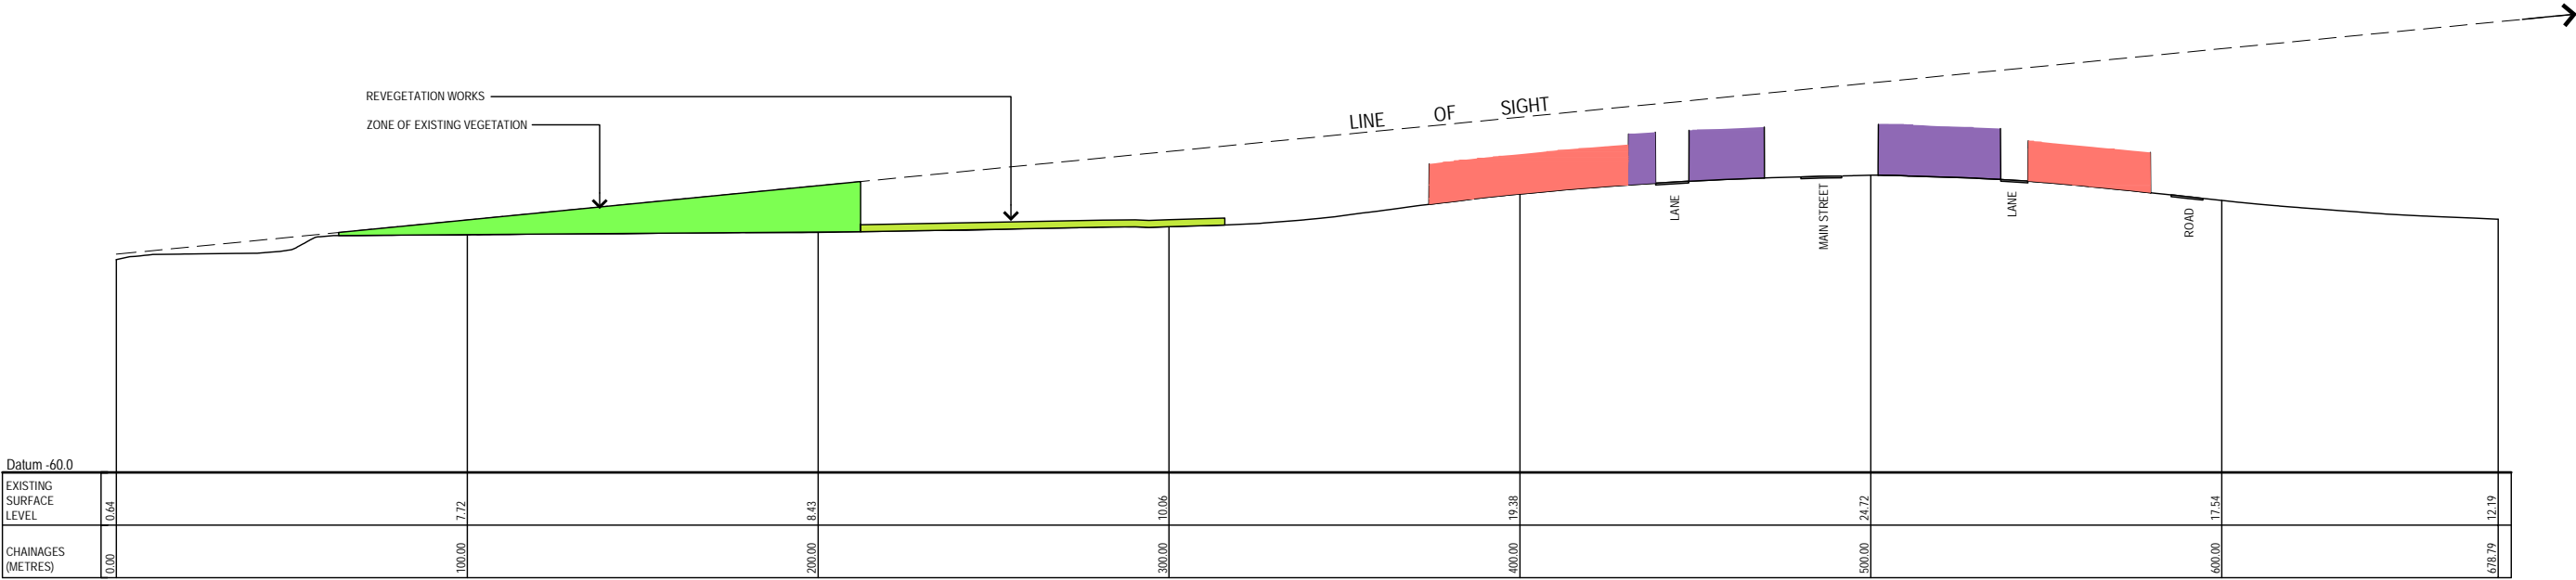 REVEGETATION WORKS
ZONE OF EXISTING VEGETATION
LINE OF SIGHT
LANE
MAIN STREET
LANE
ROAD
Datum -60.0
EXISTING
SURFACE
LEVEL
0.64
7.72
8.43
10.06
19.38
24.72
17.54
12.19
CHAINAGES
(METRES)
0.00
100.00
200.00
300.00
400.00
500.00
600.00
678.79